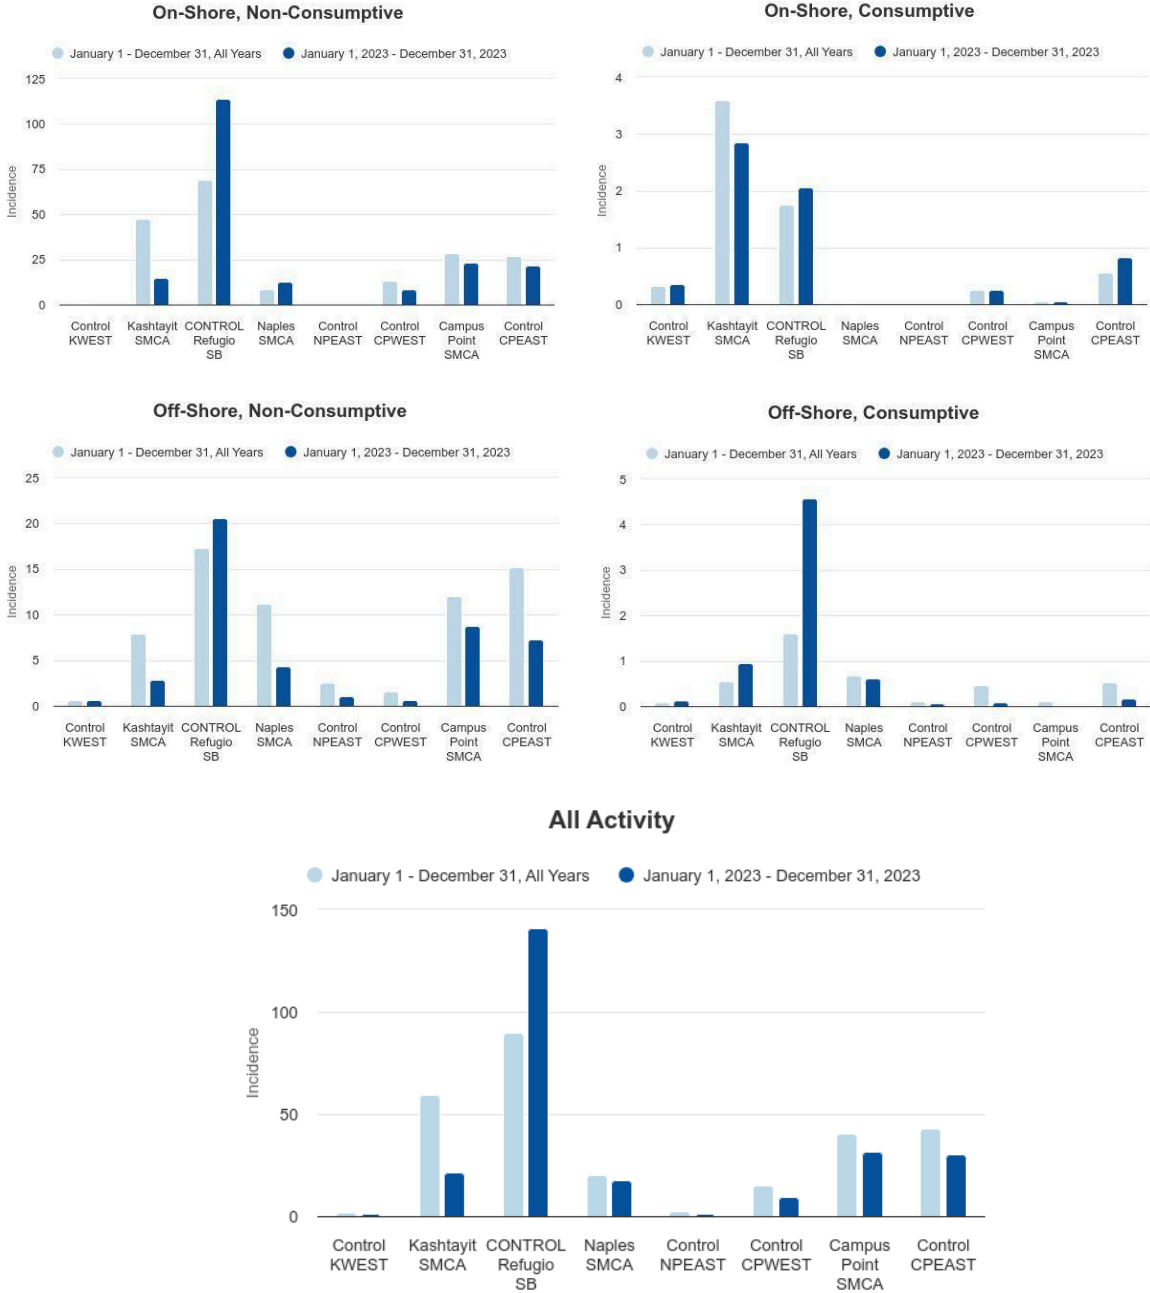 On-Shore, Non-Consumptive
January 1 - December 31, All Years
January 1, 2023 - December 31, 2023
125
100
75
50
25
0
Incidence
Control KWEST
Kashtayit SMCA
CONTROL Refugio SB
Naples SMCA
Control NPEAST
Control CPWEST
Campus Point SMCA
Control CPEAST
On-Shore, Consumptive
January 1 - December 31, All Years
January 1, 2023 - December 31, 2023
4
3
2
1
0
Incidence
Control KWEST
Kashtayit SMCA
CONTROL Refugio SB
Naples SMCA
Control NPEAST
Control CPWEST
Campus Point SMCA
Control CPEAST
Off-Shore, Non-Consumptive
January 1 - December 31, All Years
January 1, 2023 - December 31, 2023
25
20
15
10
5
0
Incidence
Control KWEST
Kashtayit SMCA
CONTROL Refugio SB
Naples SMCA
Control NPEAST
Control CPWEST
Campus Point SMCA
Control CPEAST
Off-Shore, Consumptive
January 1 - December 31, All Years
January 1, 2023 - December 31, 2023
5
4
3
2
1
0
Incidence
Control KWEST
Kashtayit SMCA
CONTROL Refugio SB
Naples SMCA
Control NPEAST
Control CPWEST
Campus Point SMCA
Control CPEAST
All Activity
January 1 - December 31, All Years
January 1, 2023 - December 31, 2023
150
100
50
0
Incidence
Control KWEST
Kashtayit SMCA
CONTROL Refugio SB
Naples SMCA
Control NPEAST
Control CPWEST
Campus Point SMCA
Control CPEAST